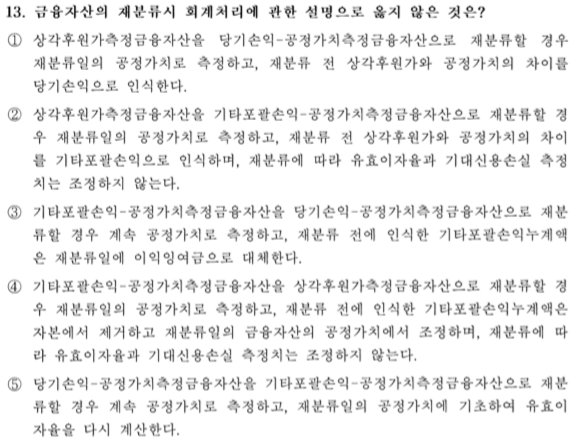 13. 금융자산의 재분류시 회계처리에 관한 설명으로 옳지 않은 것은?
① 상각후원가측정금융자산을 당기손익-공정가치측정금융자산으로 재분류할 경우
재분류일의 공정가치로 측정하고, 재분류 전 상각후원가와 공정가치의 차이를
당기손익으로 인식한다.
② 상각후원가측정금융자산을 기타포괄손익-공정가치측정금융자산으로 재분류할 경
우 재분류일의 공정가치로 측정하고, 재분류 전 상각후원가와 공정가치의 차이
를 기타포괄손익으로 인식하며, 재분류에 따라 유효이자율과 기대신용손실 측정
치는 조정하지 않는다.
③ 기타포괄손익-공정가치측정금융자산을 당기손익-공정가치측정금융자산으로 재분
류할 경우 계속 공정가치로 측정하고, 재분류 전에 인식한 기타포괄손익누계액
은 재분류일에 이익잉여금으로 대체한다.
④ 기타포괄손익-공정가치측정금융자산을 상각후원가측정금융자산으로 재분류할 경
우 재분류일의 공정가치로 측정하고, 재분류 전에 인식한 기타포괄손익누계액은
자본에서 제거하고 재분류일의 금융자산의 공정가치에서 조정하며, 재분류에 따
라 유효이자율과 기대신용손실 측정치는 조정하지 않는다.
⑤ 당기손익-공정가치측정금융자산을 기타포괄손익-공정가치측정금융자산으로 재분
류할 경우 계속 공정가치로 측정하고, 재분류일의 공정가치에 기초하여 유효이
자율을 다시 계산한다.